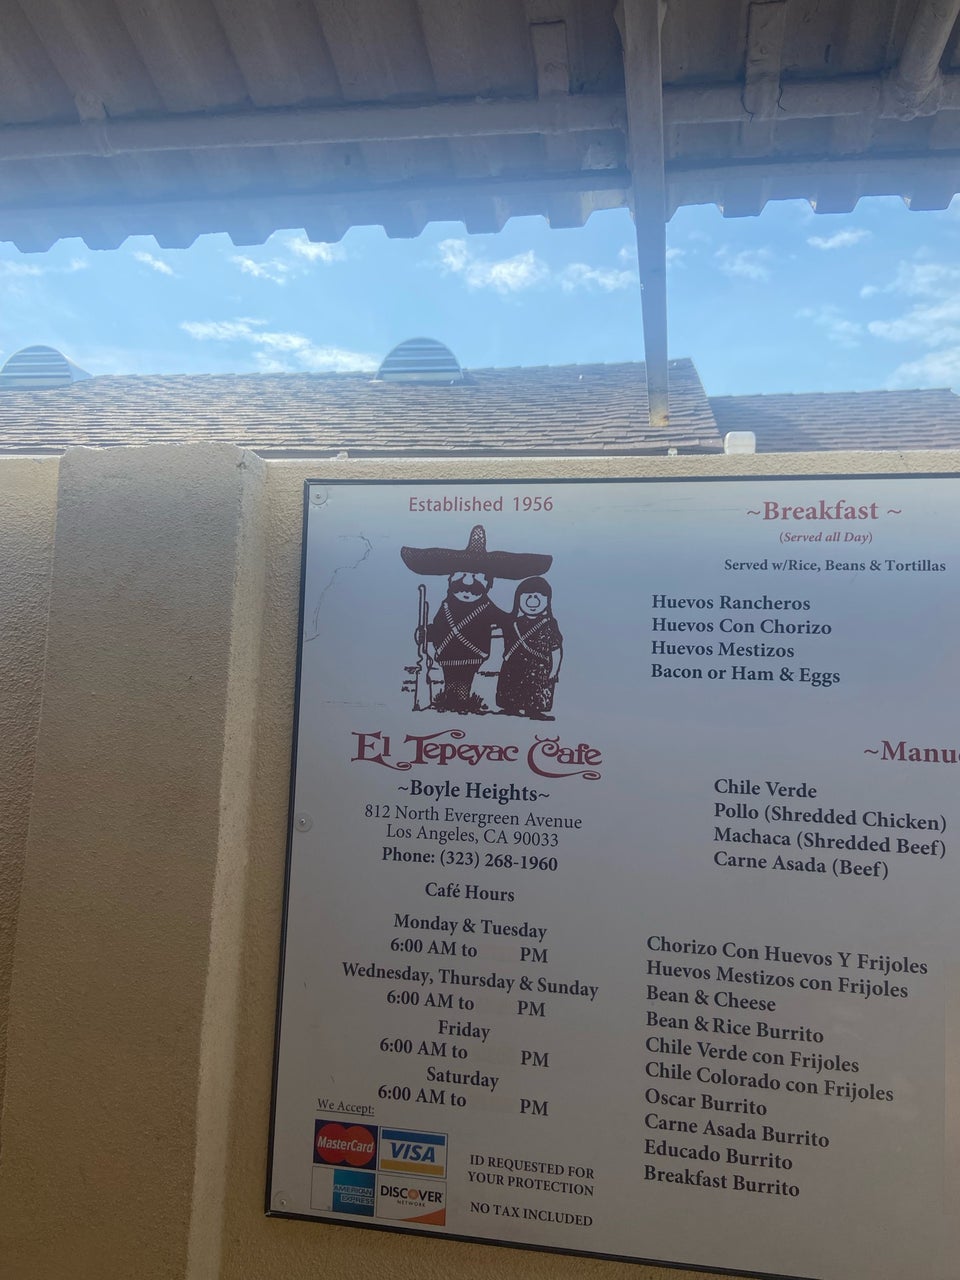 Established 1956
El Tepeyac Cafe
~Boyle Heights~
812 North Evergreen Avenue
Los Angeles, CA 90033
Phone: (323) 268-1960
Café Hours
Monday & Tuesday
6:00 AM to PM
Wednesday, Thursday & Sunday
6:00 AM to PM
Friday
6:00 AM to PM
Saturday
6:00 AM to PM
We Accept:
MasterCard
VISA
AMERICAN EXPRESS
DISCOVER
NETWORK
ID REQUESTED FOR
YOUR PROTECTION
NO TAX INCLUDED
~Breakfast ~
(Served all Day)
Served w/Rice, Beans & Tortillas
Huevos Rancheros
Huevos Con Chorizo
Huevos Mestizos
Bacon or Ham & Eggs
~Manu
Chile Verde
Pollo (Shredded Chicken)
Machaca (Shredded Beef)
Carne Asada (Beef)
Chorizo Con Huevos Y Frijoles
Huevos Mestizos con Frijoles
Bean & Cheese
Bean & Rice Burrito
Chile Verde con Frijoles
Chile Colorado con Frijoles
Oscar Burrito
Carne Asada Burrito
Educado Burrito
Breakfast Burrito